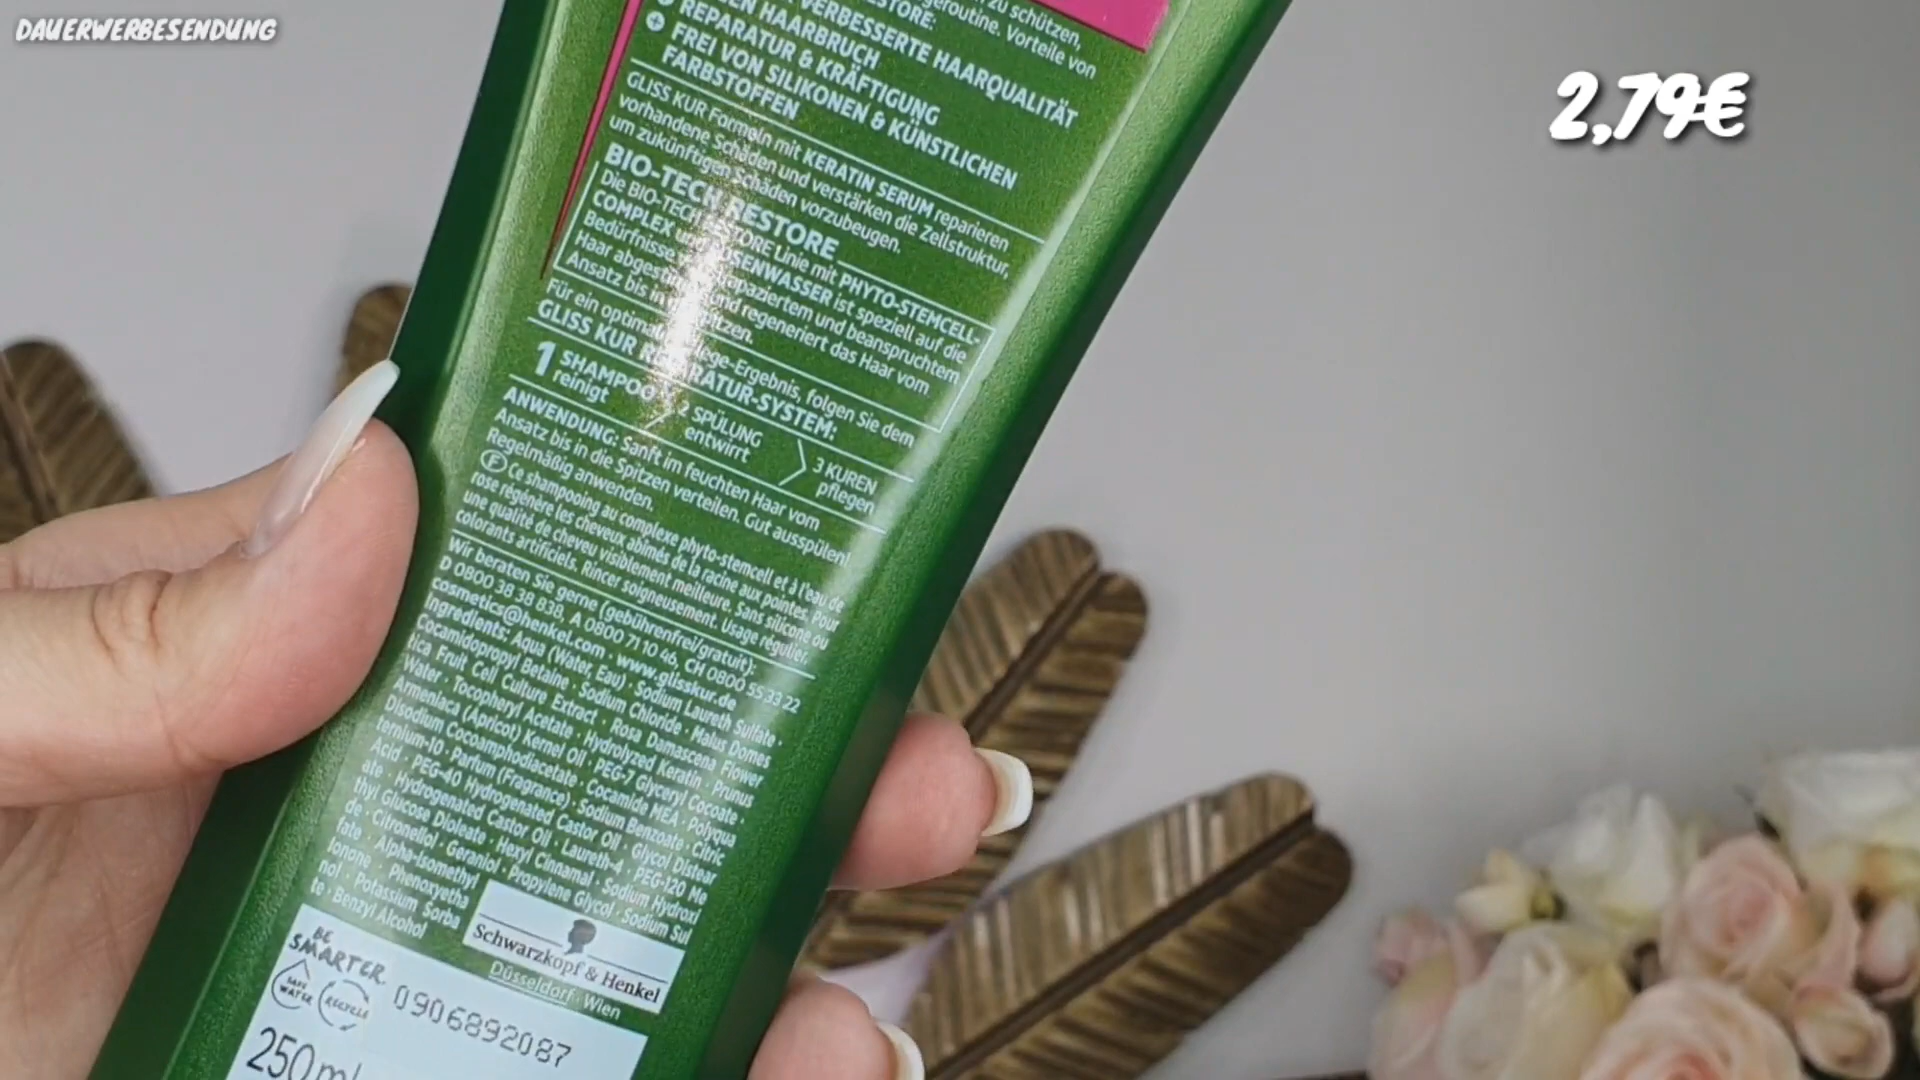 DAUERWERBESENDUNG
2,79€
ZU schützen,
geroutine. Vorteile von
STORE:
VERBESSERTE HAARQUALITÄT
EN HAARBRUCH
REPARATUR & KRÄFTIGUNG
FREI VON SILIKONEN & KÜNSTLICHEN
FARBSTOFFEN
GLISS KUR Formeln mit KERATIN SERUM reparieren
vorhandene Schäden und verstärken die Zellstruktur,
um zukünftigen Schäden vorzubeugen.
BIO-TECH RESTORE
Die BIO-TECH RESTORE Linie mit PHYTO-STEMCELL-
COMPLEX und ROSENWASSER ist speziell auf die
Bedürfnisse strapaziertem und beanspruchtem
Haar abgesti und regeneriert das Haar vom
Ansatz bis in Spitzen.
Für ein optimales Pflege-Ergebnis, folgen Sie dem
GLISS KUR REPARATUR-SYSTEM:
1 SHAMPOO reinigt
2 SPÜLUNG entwirrt
3 KUREN pflegen
ANWENDUNG: Sanft im feuchten Haar vom
Ansatz bis in die Spitzen verteilen. Gut ausspülen!
Regelmäßig anwenden.
F Ce shampooing au complexe phyto-stemcell et à l'eau de
rose régénère les cheveux abîmés de la racine aux pointes. Pour
une qualité de cheveu visiblement meilleure. Sans silicone ou
colorants artificiels. Rincer soigneusement. Usage régulier.
Wir beraten Sie gerne (gebührenfrei/gratuit):
D 0800 38 38 838, A 0800 71 10 46, CH 0800 55 33 22
cosmetics@henkel.com · www.glisskur.de
Ingredients: Aqua (Water, Eau) · Sodium Laureth Sulfate ·
Cocamidopropyl Betaine · Sodium Chloride · Malus Domes
tica Fruit Cell Culture Extract · Rosa Damascena Flower
Water · Tocopheryl Acetate · Hydrolyzed Keratin · Prunus
Armeniaca (Apricot) Kernel Oil · PEG-7 Glyceryl Cocoate ·
Disodium Cocoamphodiacetate · Cocamide MEA · Polyqua
ternium-10 · Parfum (Fragrance) · Sodium Benzoate · Citric
Acid · PEG-40 Hydrogenated Castor Oil · Glycol Distear
ate · Hydrogenated Castor Oil · Laureth-4 · PEG-120 Me
thyl Glucose Dioleate · Hexyl Cinnamal · Sodium Hydroxi
de · Citronellol · Geraniol · Propylene Glycol · Sodium Sul
fate · Alpha-Isomethyl
Ionone · Phenoxyetha
nol · Potassium Sorba
te · Benzyl Alcohol
Schwarzkopf & Henkel
Düsseldorf · Wien
BE
SMARTER.
SAVE
WATER
RECYCLE
0906892087
250ml